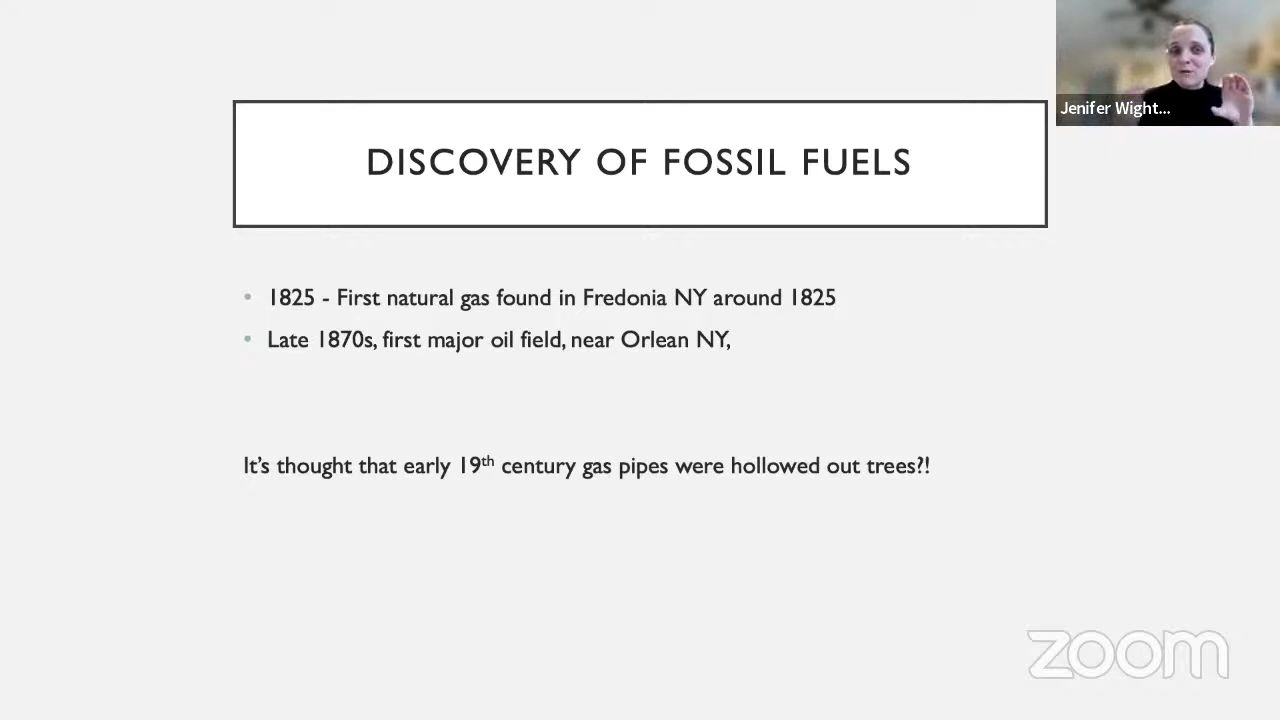 Jenifer Wight...
DISCOVERY OF FOSSIL FUELS
• 1825 - First natural gas found in Fredonia NY around 1825
• Late 1870s, first major oil field, near Orlean NY,
It's thought that early 19th century gas pipes were hollowed out trees?!
zoom